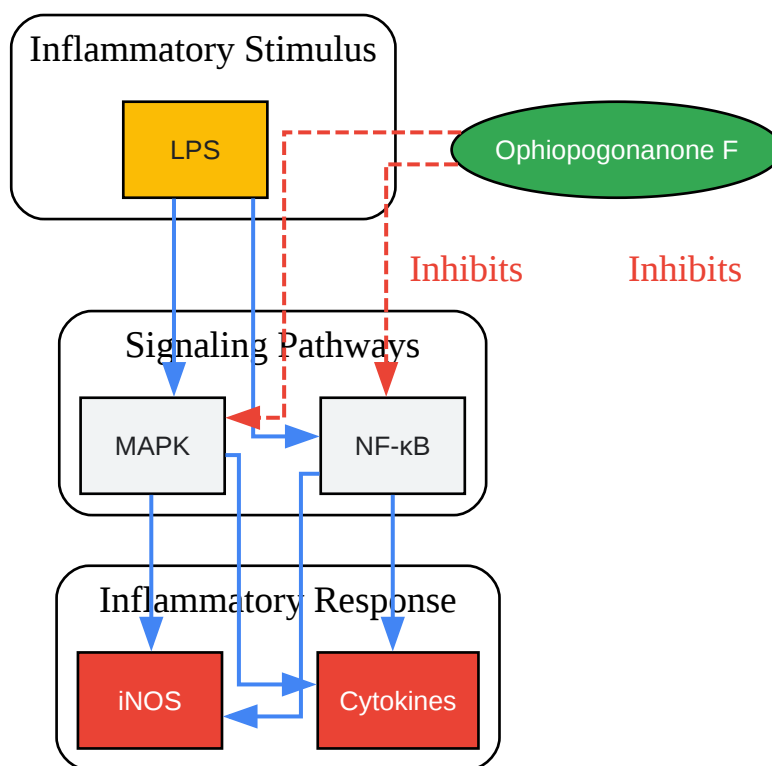 Inflammatory Stimulus
LPS
Ophiopogonanone F
Inhibits
Inhibits
Signaling Pathways
MAPK
NF-κB
Inflammatory Response
iNOS
Cytokines